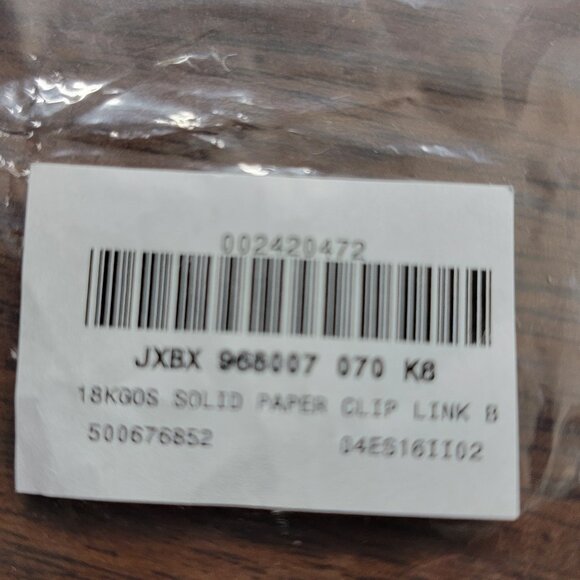 002420472
JXBX 968007 070 K8
18KGOS SOLID PAPER CLIP LINK B
500676852 04ES16II02